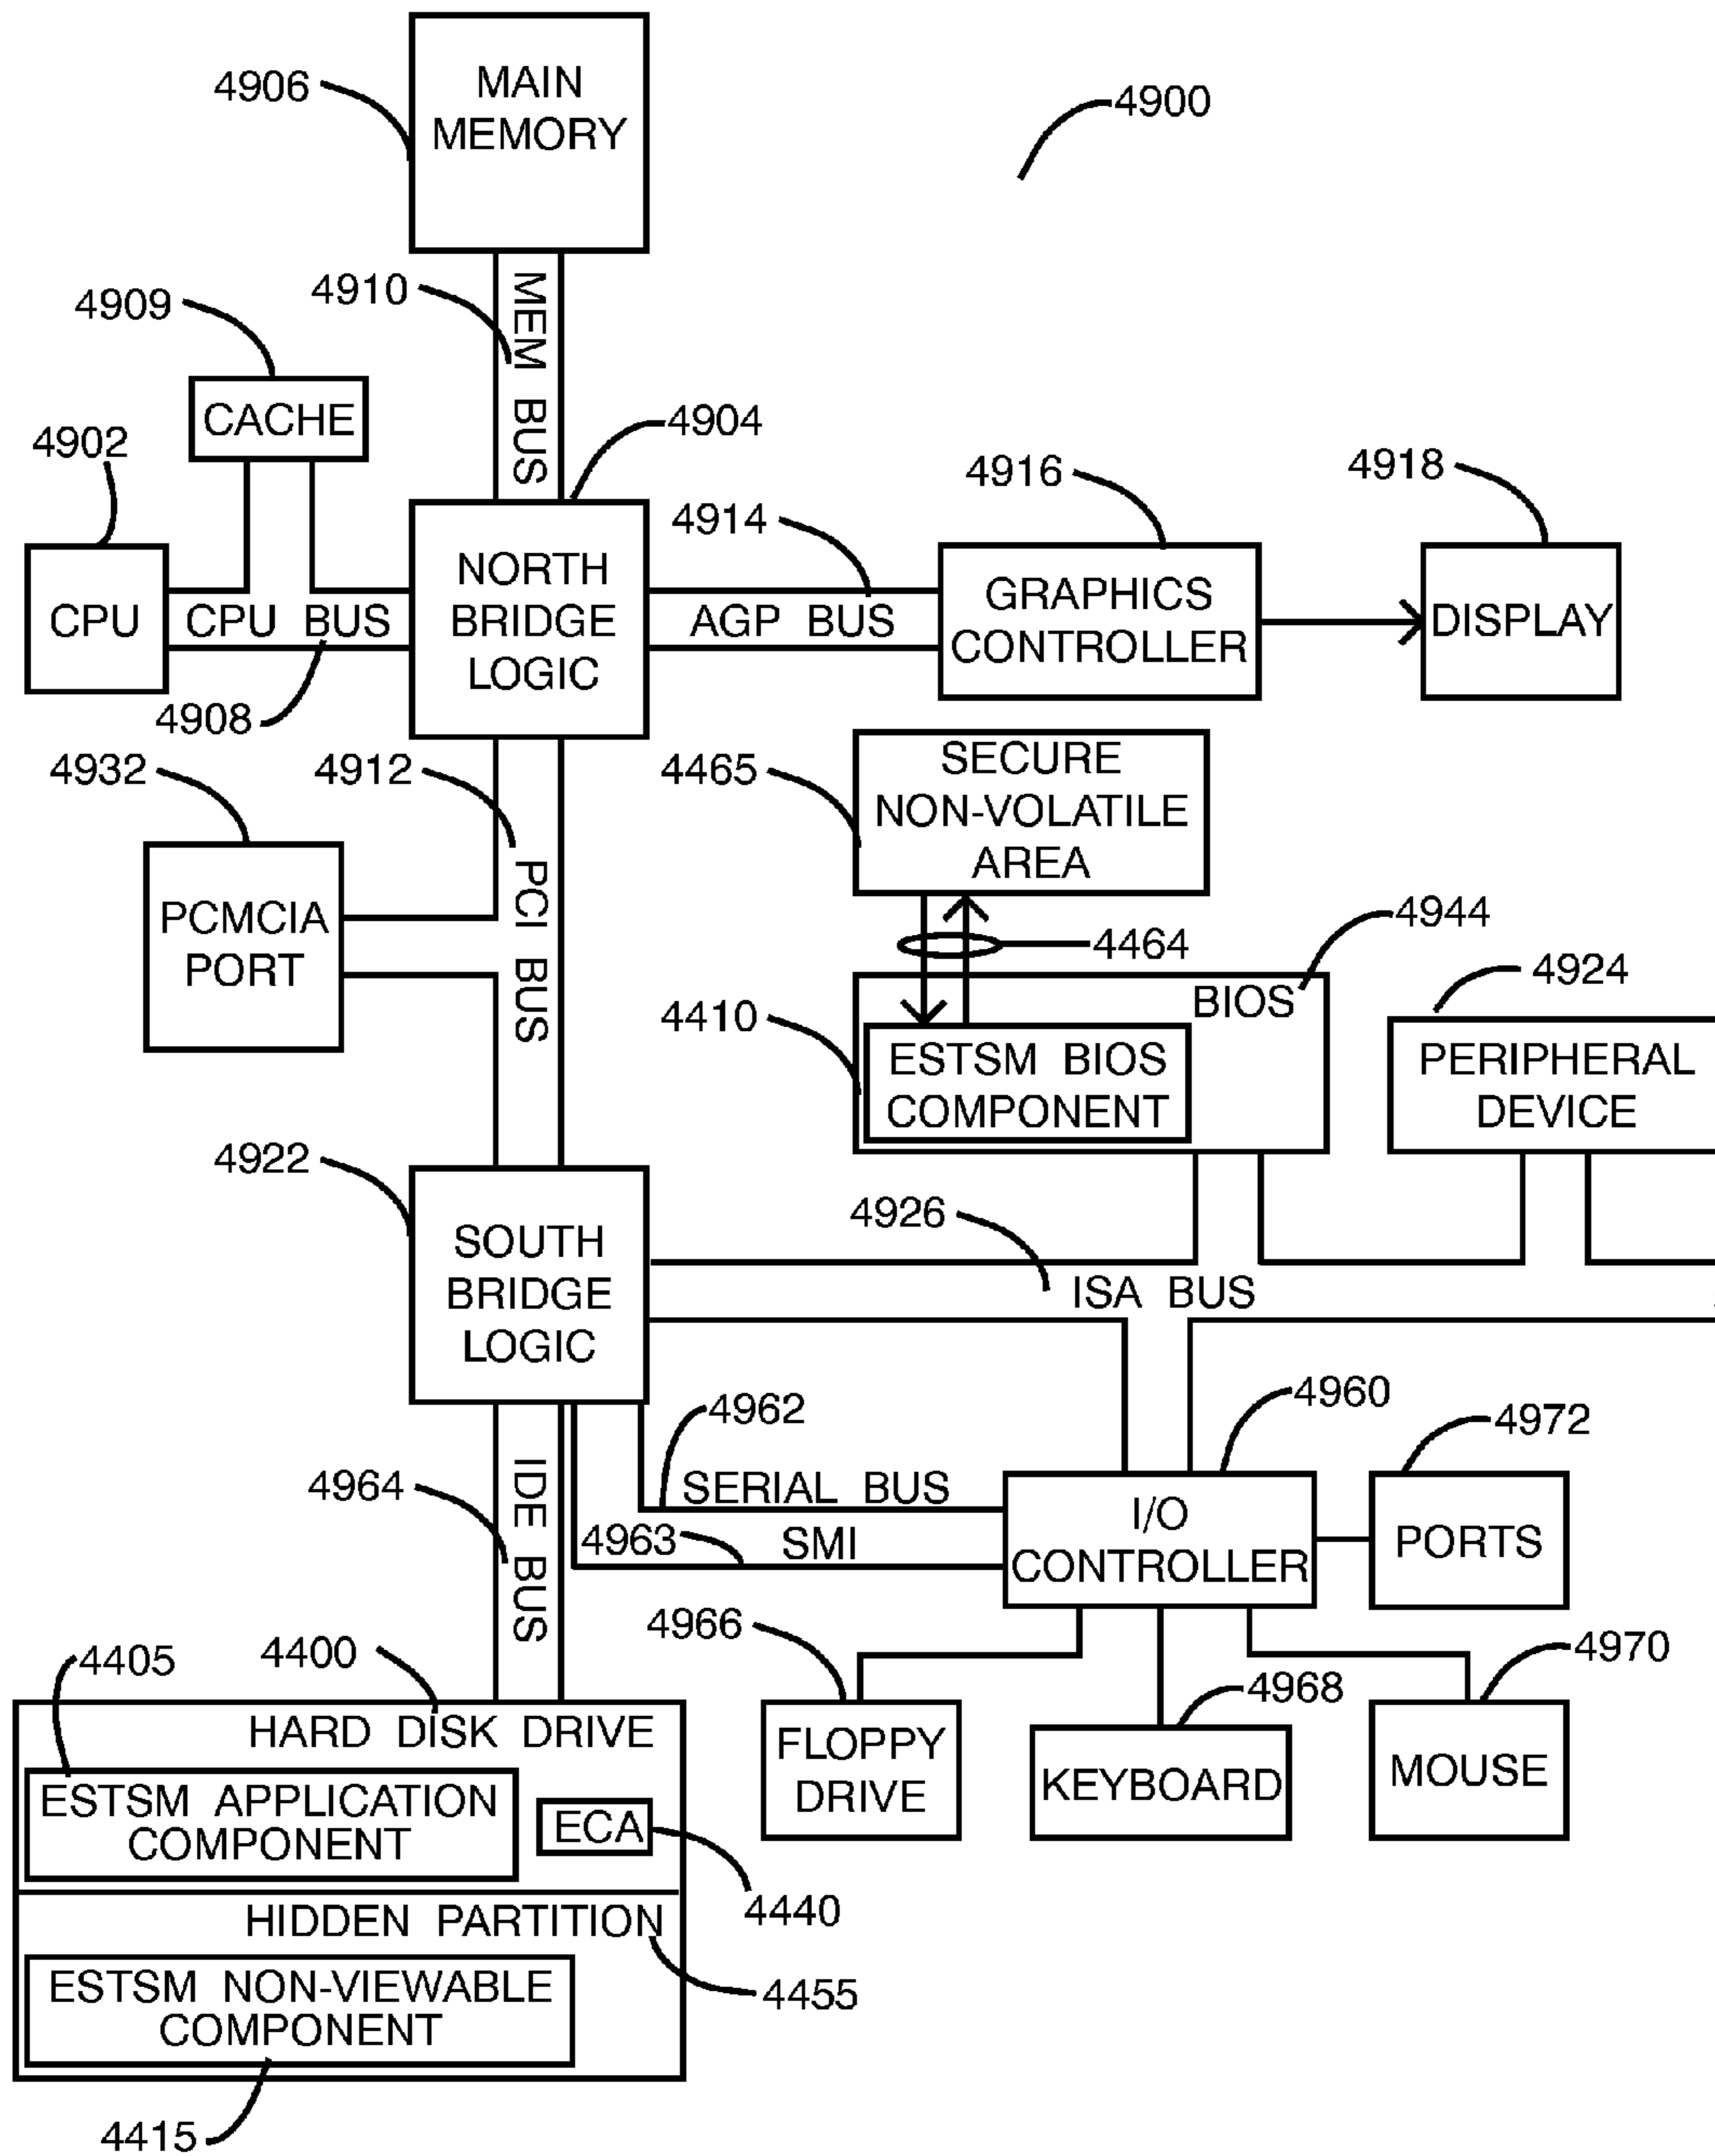 4906
MAIN
MEMORY
4900
4910
MEM BUS
4909
CACHE
4902
4904
4916
4918
4914
CPU
CPU BUS
NORTH
BRIDGE
LOGIC
AGP BUS
GRAPHICS
CONTROLLER
DISPLAY
4908
4932
4912
4465
SECURE
NON-VOLATILE
AREA
PCMCIA
PORT
PCI BUS
4464
4944
4924
4410
BIOS
ESTSM BIOS
COMPONENT
PERIPHERAL
DEVICE
4922
4926
SOUTH
BRIDGE
LOGIC
ISA BUS
4962
4960
4972
4964
IDE BUS
SERIAL BUS
4963
SMI
I/O
CONTROLLER
PORTS
4966
4405
4400
4968
4970
HARD DISK DRIVE
FLOPPY
DRIVE
KEYBOARD
MOUSE
ESTSM APPLICATION
COMPONENT
ECA
4440
HIDDEN PARTITION
4455
ESTSM NON-VIEWABLE
COMPONENT
4415